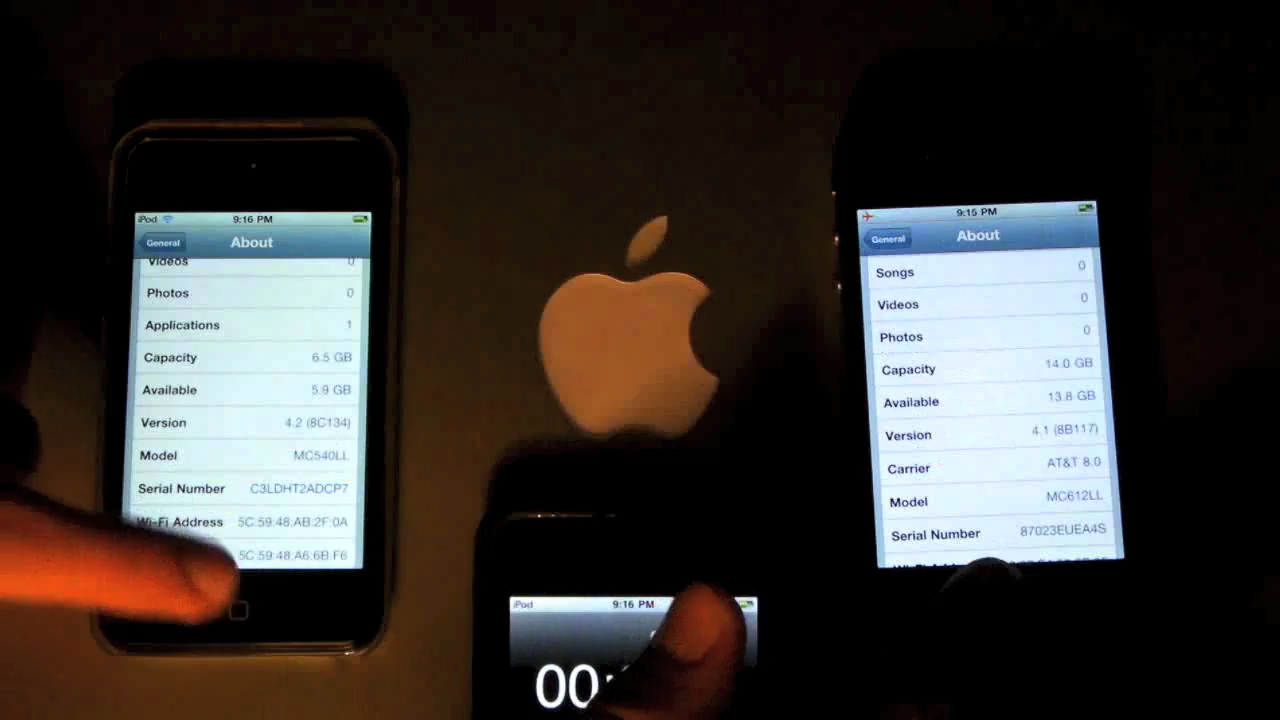 iPod 9:16 PM
General About
Videos 0
Photos 0
Applications 1
Capacity 6.5 GB
Available 5.9 GB
Version 4.2 (8C134)
Model MC540LL
Serial Number C3LDHT2ADCP7
Wi-Fi Address 5C:59:48:AB:2F:0A
5C:59:48:A6:6B:F6
9:15 PM
General About
Songs 0
Videos 0
Photos 0
Capacity 14.0 GB
Available 13.8 GB
Version 4.1 (8B117)
Carrier AT&T 8.0
Model MC612LL
Serial Number 87023EUEA4S
iPod 9:16 PM
00: